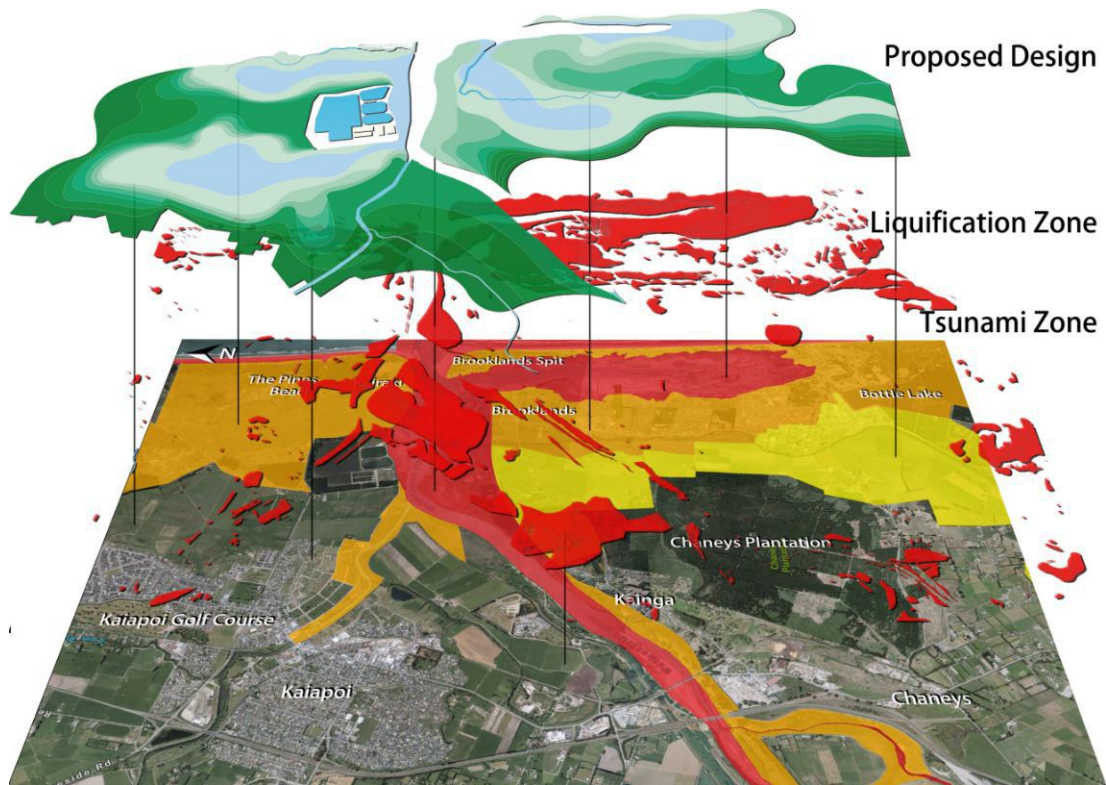 Proposed Design
Liquification Zone
Tsunami Zone
N
Brooklands Spit
The Pines
Brooklands
Bottle Lake
Chaneys Plantation
Kainga
Kaiapoi Golf Course
Kaiapoi
Chaneys